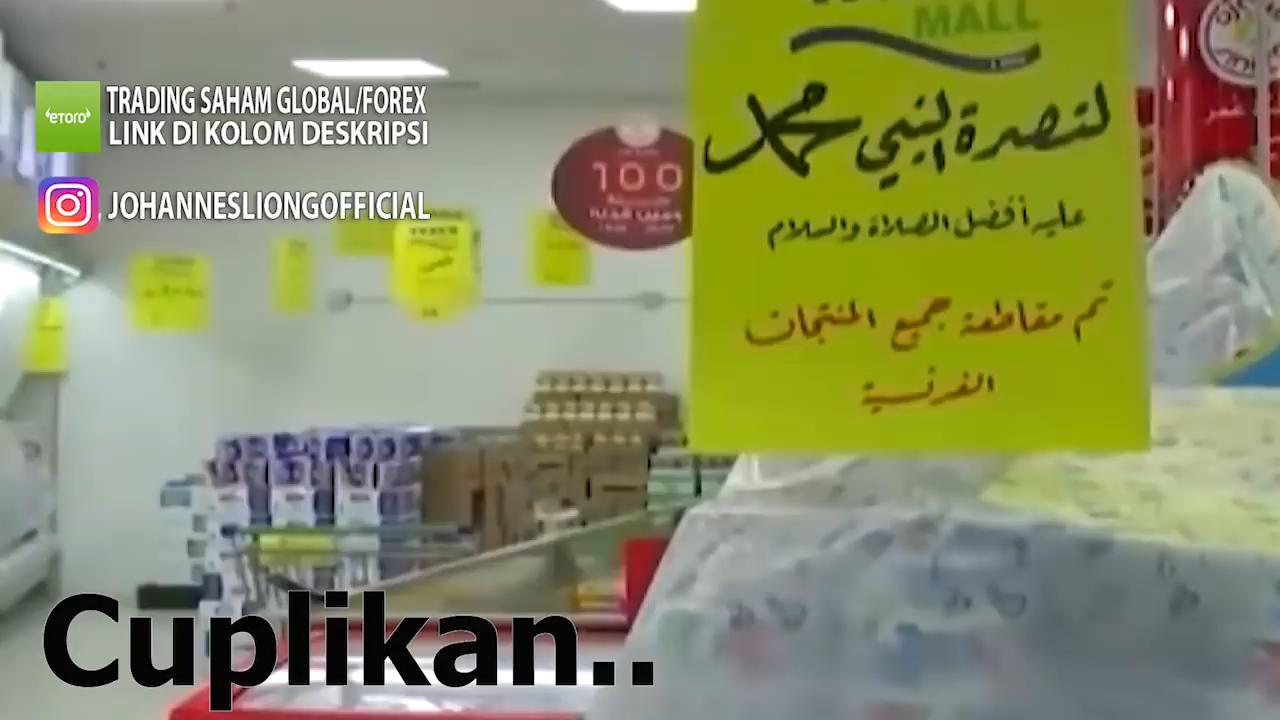 eTORO
TRADING SAHAM GLOBAL/FOREX
LINK DI KOLOM DESKRIPSI
JOHANNESLIONGOFFICIAL
MALL
لنصرة النبي محمد
عليه أفضل الصلاة والسلام
تم مقاطعة جميع المنتجات
الفرنسية
100
Cuplikan..